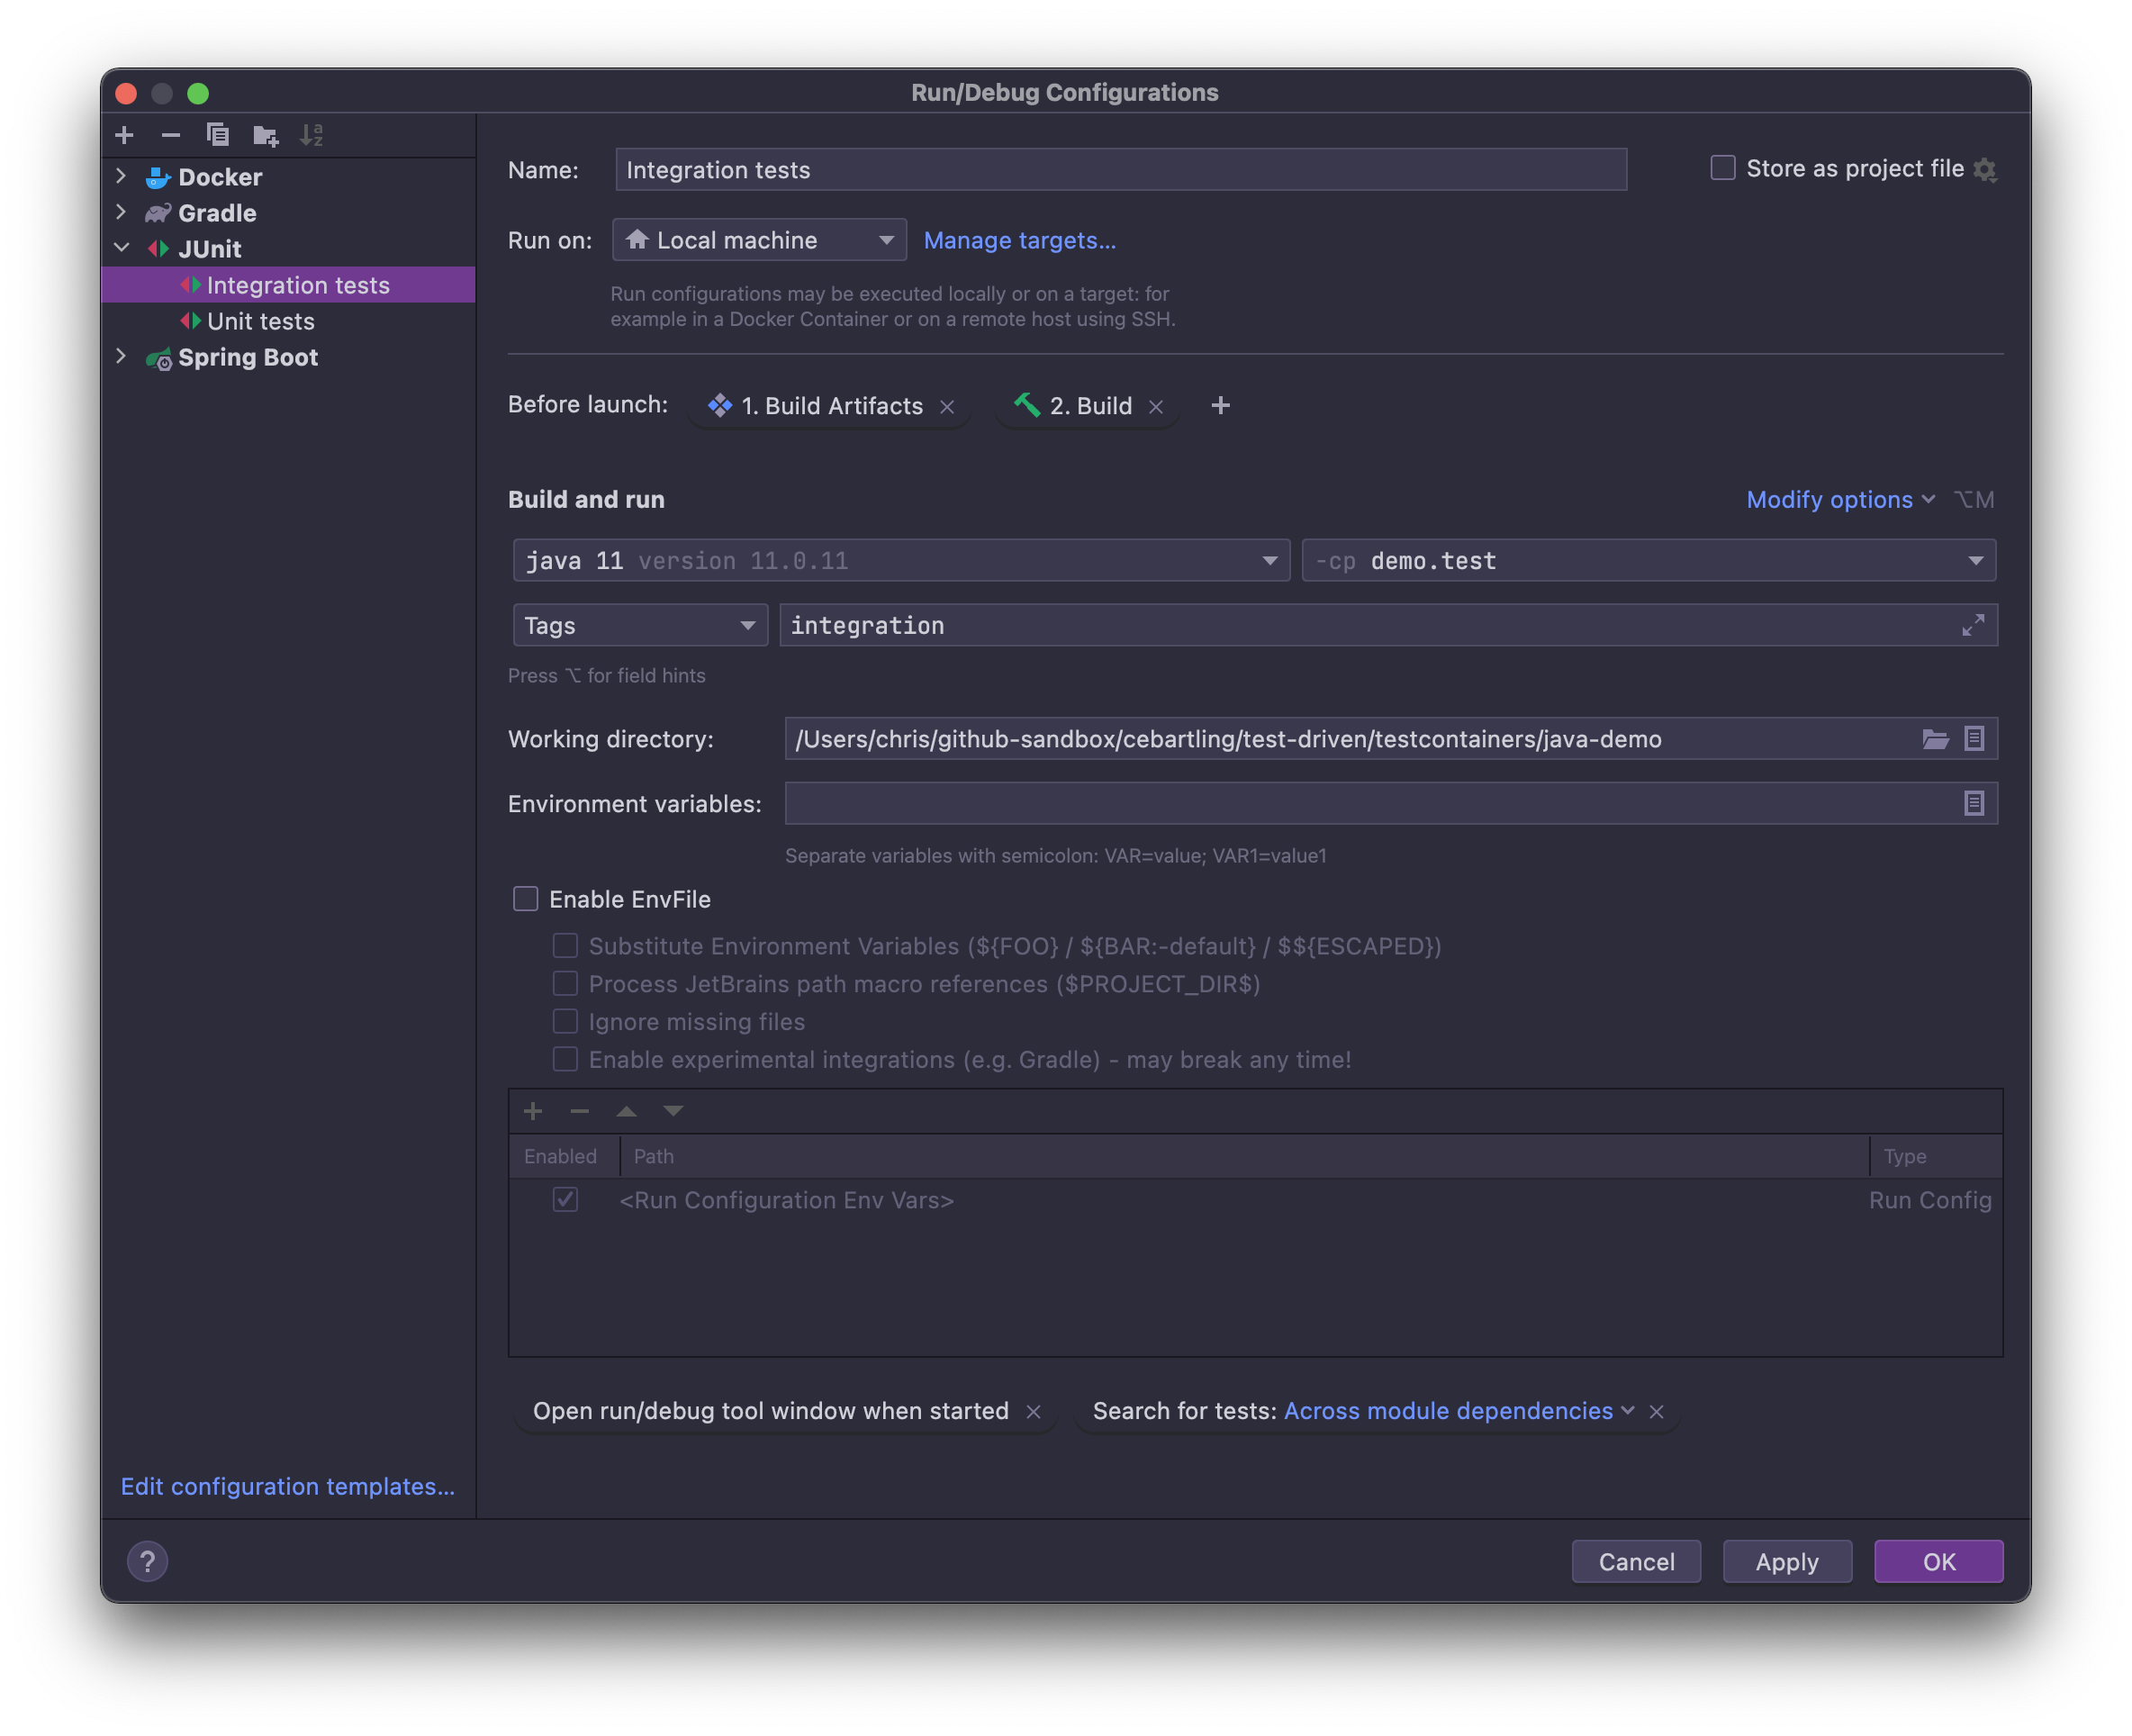 Run/Debug Configurations
Docker
Gradle
JUnit
Integration tests
Unit tests
Spring Boot
Edit configuration templates...
Name: Integration tests
Store as project file
Run on: Local machine Manage targets...
Run configurations may be executed locally or on a target: for
example in a Docker Container or on a remote host using SSH.
Before launch: 1. Build Artifacts 2. Build
Build and run
Modify options ⌥M
java 11 version 11.0.11
-cp demo.test
Tags integration
Press ⌥ for field hints
Working directory: /Users/chris/github-sandbox/cebartling/test-driven/testcontainers/java-demo
Environment variables:
Separate variables with semicolon: VAR=value; VAR1=value1
Enable EnvFile
Substitute Environment Variables (${FOO} / ${BAR:-default} / $${ESCAPED})
Process JetBrains path macro references ($PROJECT_DIR$)
Ignore missing files
Enable experimental integrations (e.g. Gradle) - may break any time!
Enabled Path Type
<Run Configuration Env Vars> Run Config
Open run/debug tool window when started
Search for tests: Across module dependencies
? Cancel Apply OK